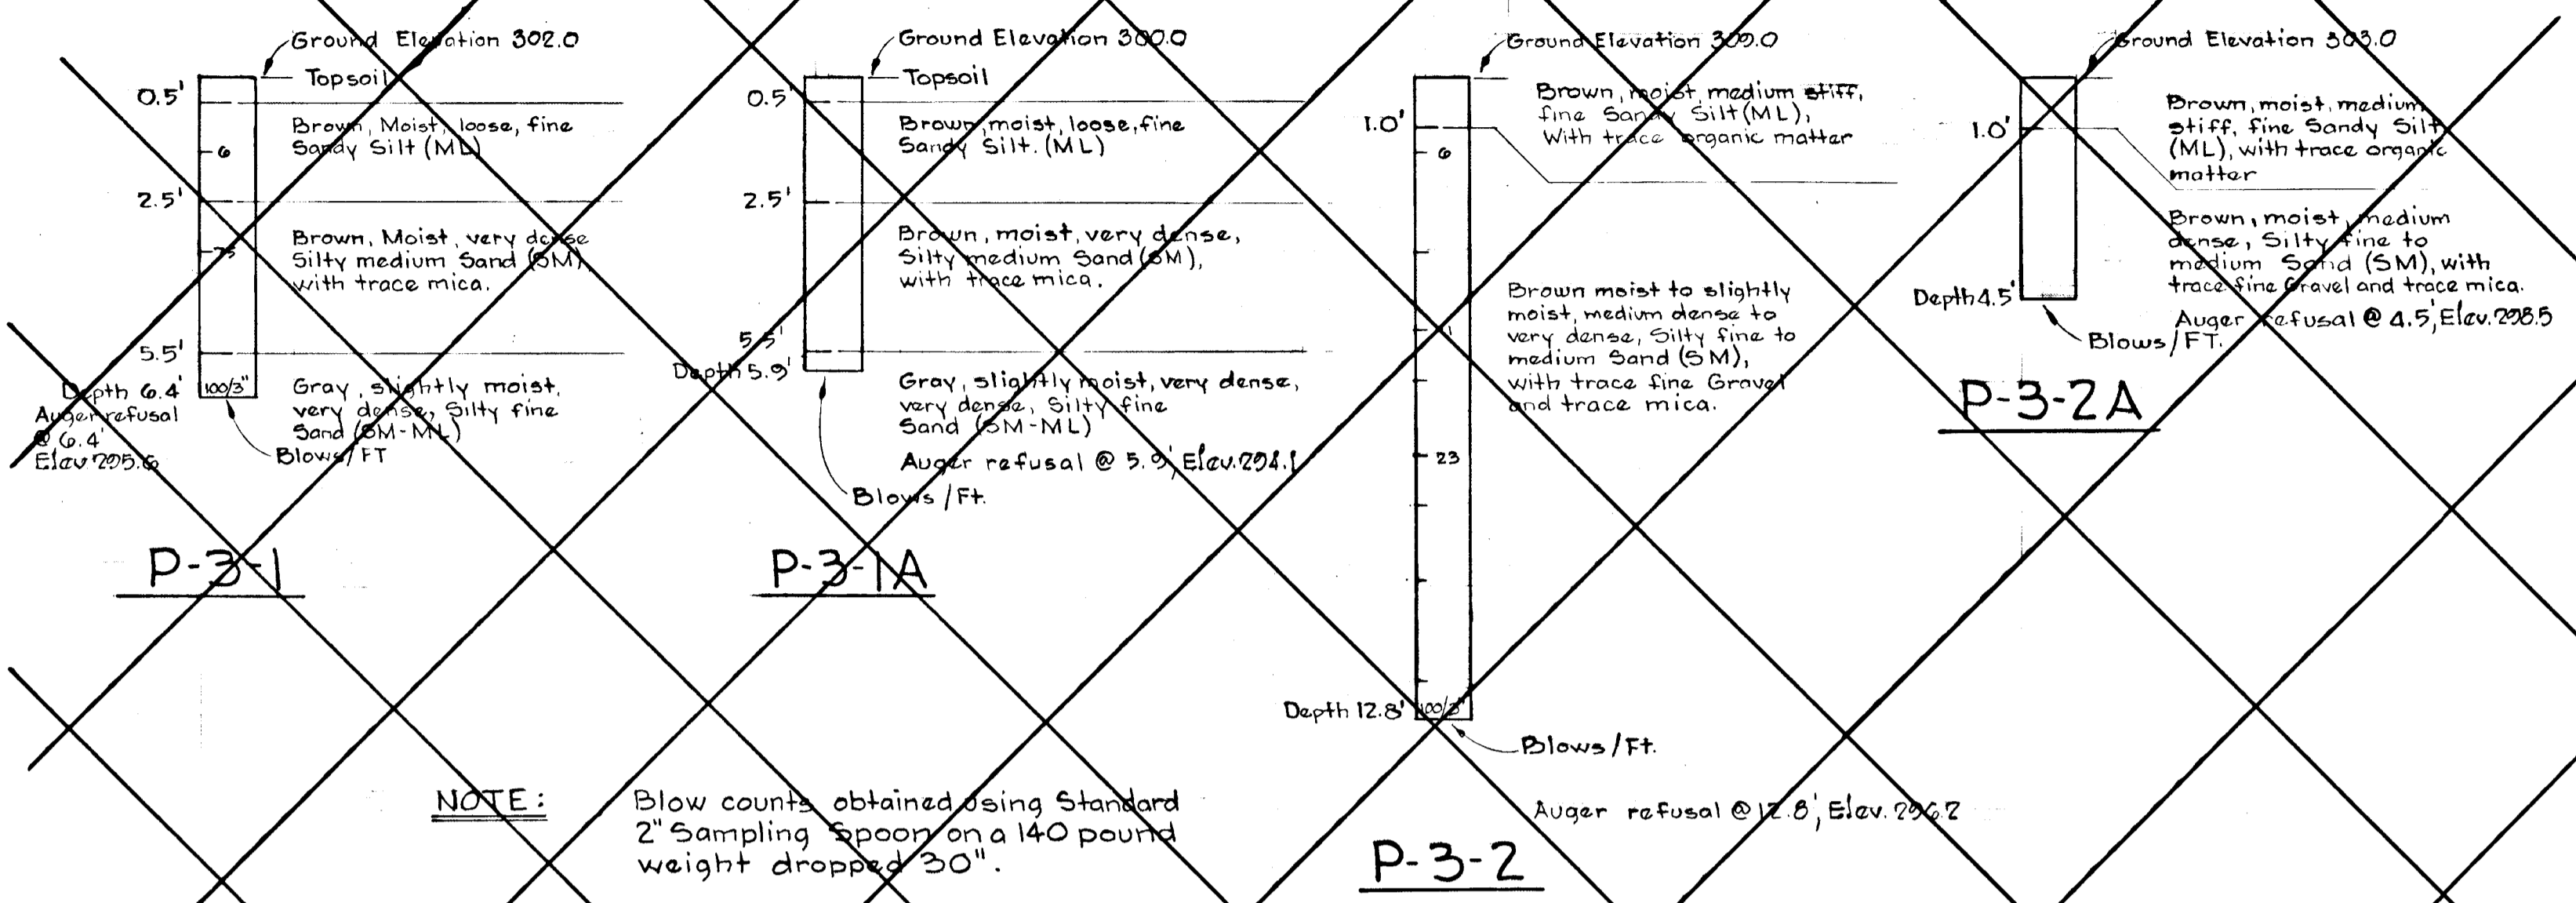 Ground Elevation 302.0
Topsoil
0.5'
Brown, Moist, loose, fine
Sandy Silt (ML)
6
2.5'
Brown, Moist, very dense
Silty medium Sand (SM),
with trace mica.
75
5.5'
Depth 6.4'
100/3"
Gray, slightly moist,
very dense, Silty fine
Sand (SM-ML)
Auger refusal
@ 6.4'
Elev. 295.6
Blows/FT
P-3-1
Ground Elevation 300.0
Topsoil
0.5'
Brown, moist, loose, fine
Sandy Silt. (ML)
2.5'
Brown, moist, very dense,
Silty medium Sand (SM),
with trace mica.
5.5'
Depth 5.9'
Gray, slightly moist, very dense,
very dense, Silty fine
Sand (SM-ML)
Auger refusal @ 5.9', Elev. 294.1
Blows/Ft.
P-3-1A
Ground Elevation
Brown, moist, medium stiff,
fine Sandy Silt (ML),
With trace organic matter
1.0'
6
Brown moist to slightly
moist, medium dense to
very dense, Silty fine to
medium Sand (SM),
with trace fine Gravel
and trace mica.
23
Depth 12.8'
100/3"
Blows/Ft.
Auger refusal @ 12.8', Elev. 296.2
P-3-2
Ground Elevation 303.0
1.0'
Brown, moist, medium
stiff, fine Sandy Silt
(ML), with trace organic
matter
Brown, moist, medium
dense, Silty fine to
medium Sand (SM), with
trace fine Gravel and trace mica.
Depth 4.5'
Auger refusal @ 4.5', Elev. 298.5
Blows/FT.
P-3-2A
NOTE:
Blow counts obtained using Standard
2" Sampling Spoon on a 140 pound
weight dropped 30".